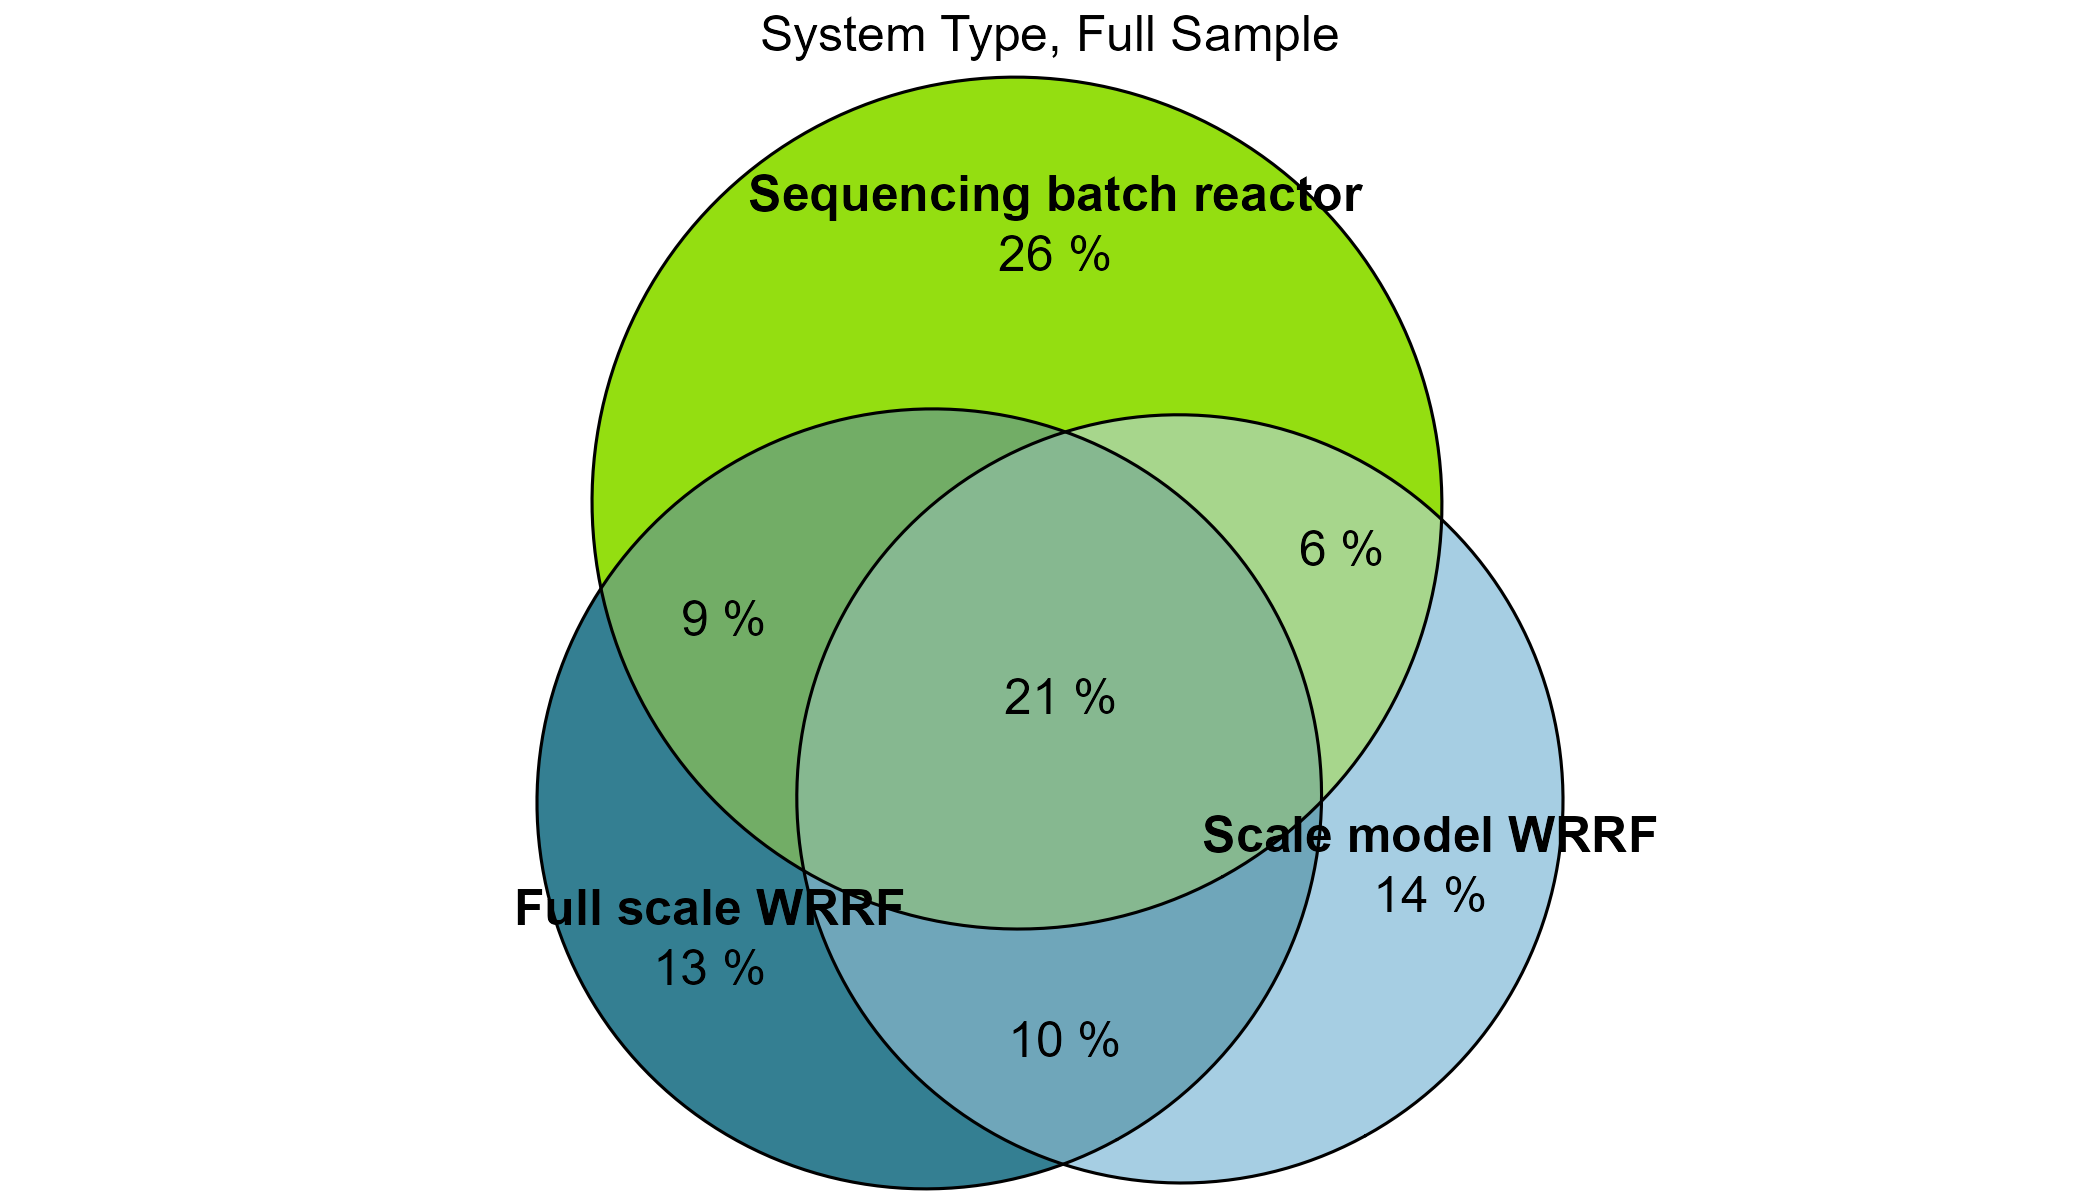 System Type, Full Sample
Sequencing batch reactor
26 %
6 %
9 %
21 %
Scale model WRRF
14 %
Full scale WRRF
13 %
10 %